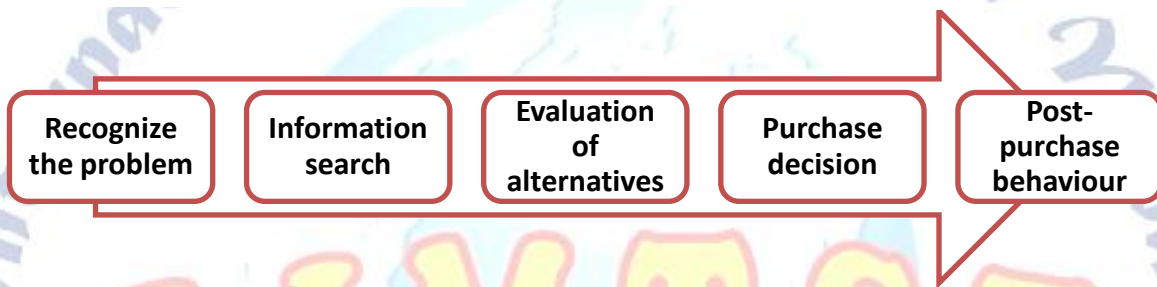 Recognize
the problem
Information
search
Evaluation
of
alternatives
Purchase
decision
Post-
purchase
behaviour